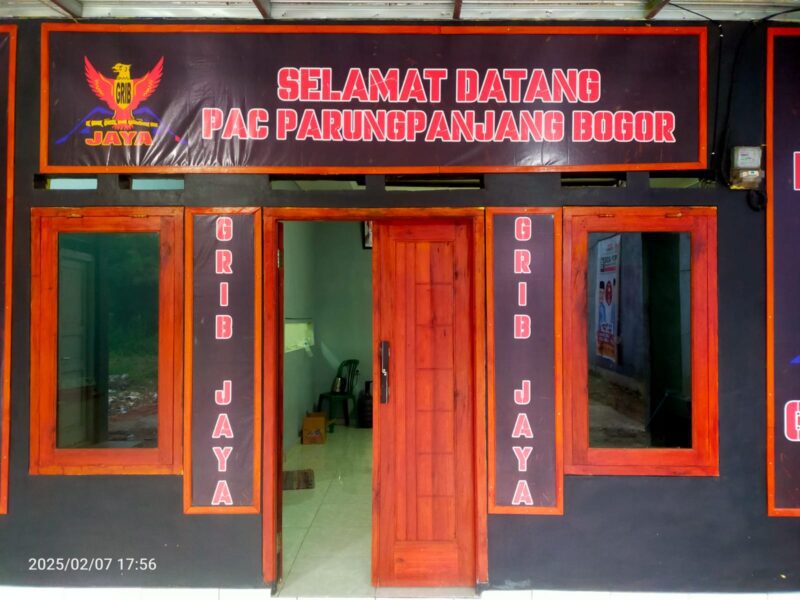 GRIB
JAYA
SELAMAT DATANG
PAC PARUNGPANJANG BOGOR
GRIB JAYA
GRIB JAYA
2025/02/07 17:56